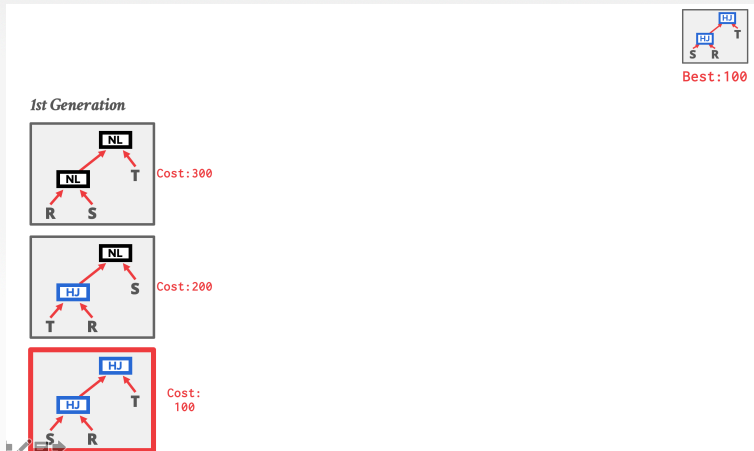 HJ
HJ
T
S R
Best:100
1st Generation
NL
NL
T
Cost:300
R S
NL
HJ
S
Cost:200
T R
HJ
HJ
T
Cost:
100
S R